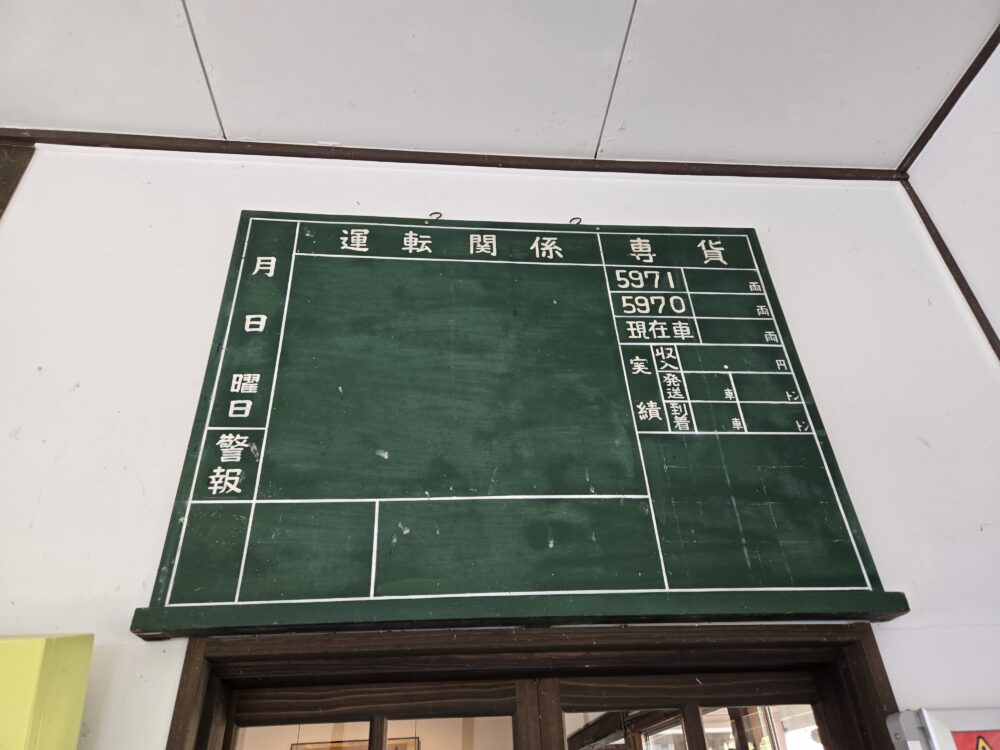 月
日
曜日
警報
運転関係
専貨
5971 両
5970 両
現在車 両
実績
収入 . 円
発送 車 トン
到着 車 トン